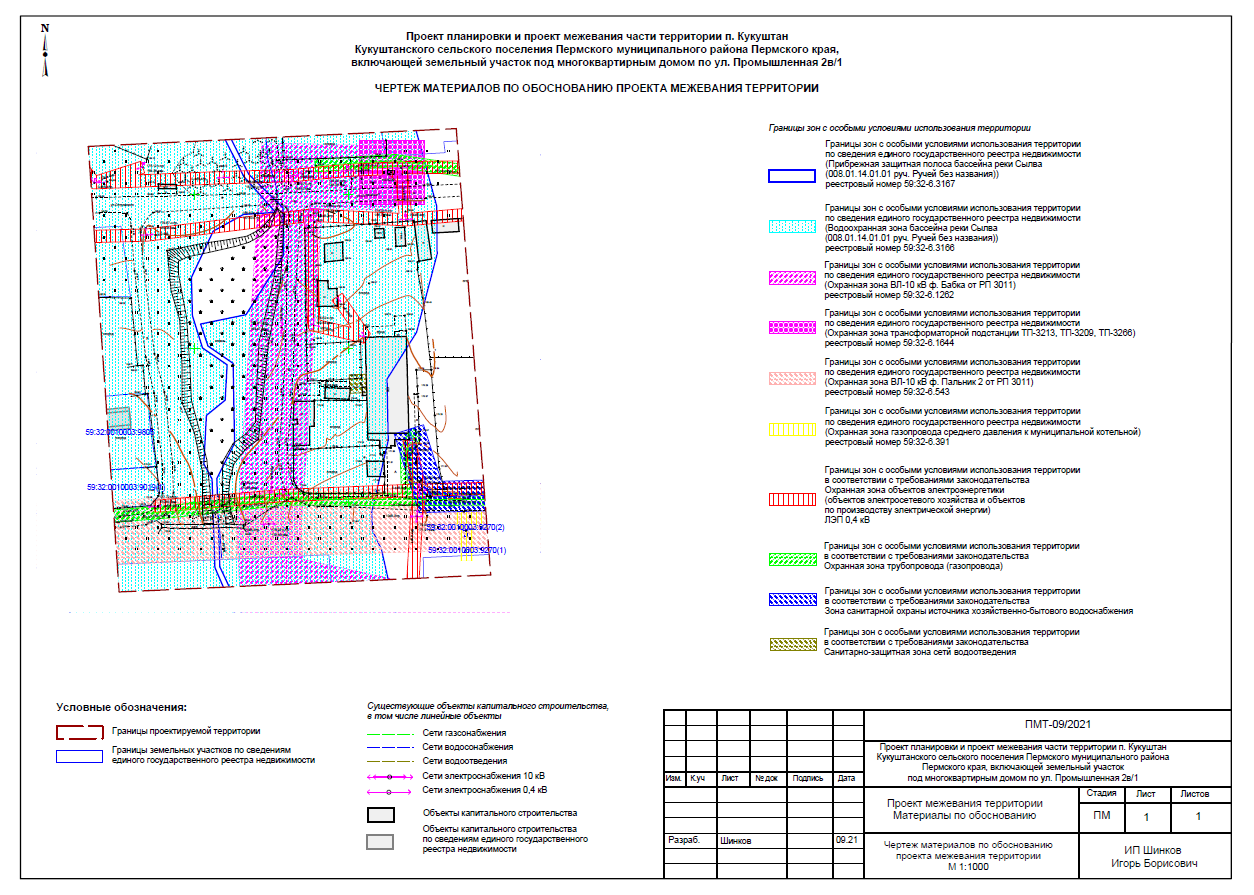 N
Проект планировки и проект межевания части территории п. Кукуштан
Кукуштанского сельского поселения Пермского муниципального района Пермского края,
включающей земельный участок под многоквартирным домом по ул. Промышленная 2в/1
ЧЕРТЕЖ МАТЕРИАЛОВ ПО ОБОСНОВАНИЮ ПРОЕКТА МЕЖЕВАНИЯ ТЕРРИТОРИИ
59:32:0010003:9270(2)
59:32:0010003:9270(1)
Границы зон с особыми условиями использования территории
Границы зон с особыми условиями использования территории
по сведения единого государственного реестра недвижимости
(Прибрежная защитная полоса бассейна реки Сылва
(008.01.14.01.01 руч. Ручей без названия))
реестровый номер 59:32-6.3167
Границы зон с особыми условиями использования территории
по сведения единого государственного реестра недвижимости
(Водоохранная зона бассейна реки Сылва
(008.01.14.01.01 руч. Ручей без названия))
реестровый номер 59:32-6.3166
Границы зон с особыми условиями использования территории
по сведения единого государственного реестра недвижимости
(Охранная зона ВЛ-10 кВ ф. Бабка от РП 3011)
реестровый номер 59:32-6.1262
Границы зон с особыми условиями использования территории
по сведения единого государственного реестра недвижимости
(Охранная зона трансформаторной подстанции ТП-3213, ТП-3209, ТП-3266)
реестровый номер 59:32-6.1644
Границы зон с особыми условиями использования территории
по сведения единого государственного реестра недвижимости
(Охранная зона ВЛ-10 кВ ф. Пальник 2 от РП 3011)
реестровый номер 59:32-6.543
Границы зон с особыми условиями использования территории
по сведения единого государственного реестра недвижимости
(Охранная зона газопровода среднего давления к муниципальной котельной)
реестровый номер 59:32-6.391
Границы зон с особыми условиями использования территории
в соответствии с требованиями законодательства
Охранная зона объектов электроэнергетики
(объектов электросетевого хозяйства и объектов
по производству электрической энергии)
ЛЭП 0,4 кВ
Границы зон с особыми условиями использования территории
в соответствии с требованиями законодательства
Охранная зона трубопровода (газопровода)
Границы зон с особыми условиями использования территории
в соответствии с требованиями законодательства
Зона санитарной охраны источника хозяйственно-бытового водоснабжения
Границы зон с особыми условиями использования территории
в соответствии с требованиями законодательства
Санитарно-защитная зона сетй водоотведения
Условные обозначения:
Границы проектируемой территории
Границы земельных участков по сведениям
единого государственного реестра недвижимости
Существующие объекты капитального строительства,
в том числе линейные объекты
Сети газсонабжения
Сети водосонабжения
Сети водоотведения
Сети электроснабжения 10 кВ
Сети электроснабжения 0,4 кВ
Объекты капитального строительства
Объекты капитального строительства
по сведениям единого государственного
реестра недвижимости
ПМТ-09/2021
Проект планировки и проект межевания части территории п. Кукуштан
Кукуштанского сельского поселения Пермского муниципального района
Пермского края, включающей земельный участок
под многоквартирным домом по ул. Промышленная 2в/1
Изм. К.уч Лист №док Подпись Дата
Проект межевания территории
Материалы по обоснованию
Стадия Лист Листов
ПМ 1 1
Разраб. Шинков 09.21
Чертеж материалов по обоснованию
проекта межевания территории
М 1:1000
ИП Шинков
Игорь Борисович